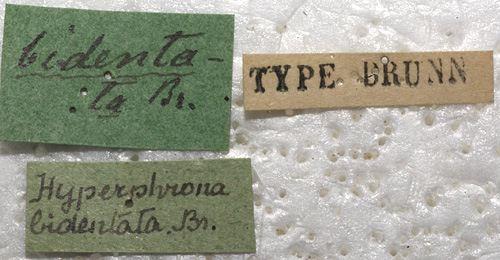 bidenta-
ta Br.
TYPE BRUNN
Hyperphrona
bidentata. Br.